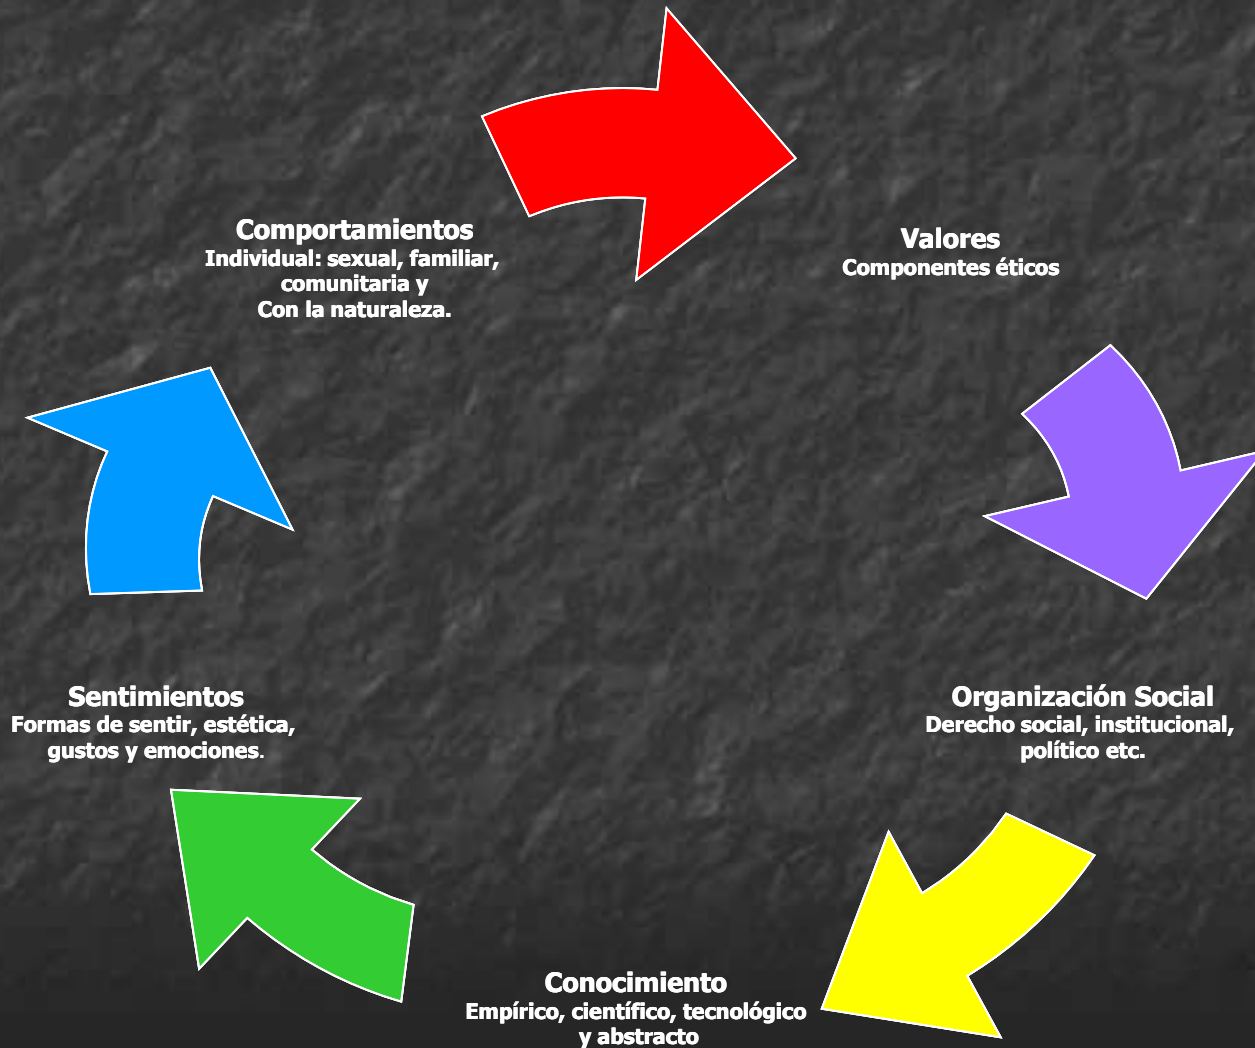 Comportamientos
Individual: sexual, familiar,
comunitaria y
Con la naturaleza.
Valores
Componentes éticos
Sentimientos
Formas de sentir, estética,
gustos y emociones.
Organización Social
Derecho social, institucional,
político etc.
Conocimiento
Empírico, científico, tecnológico
y abstracto